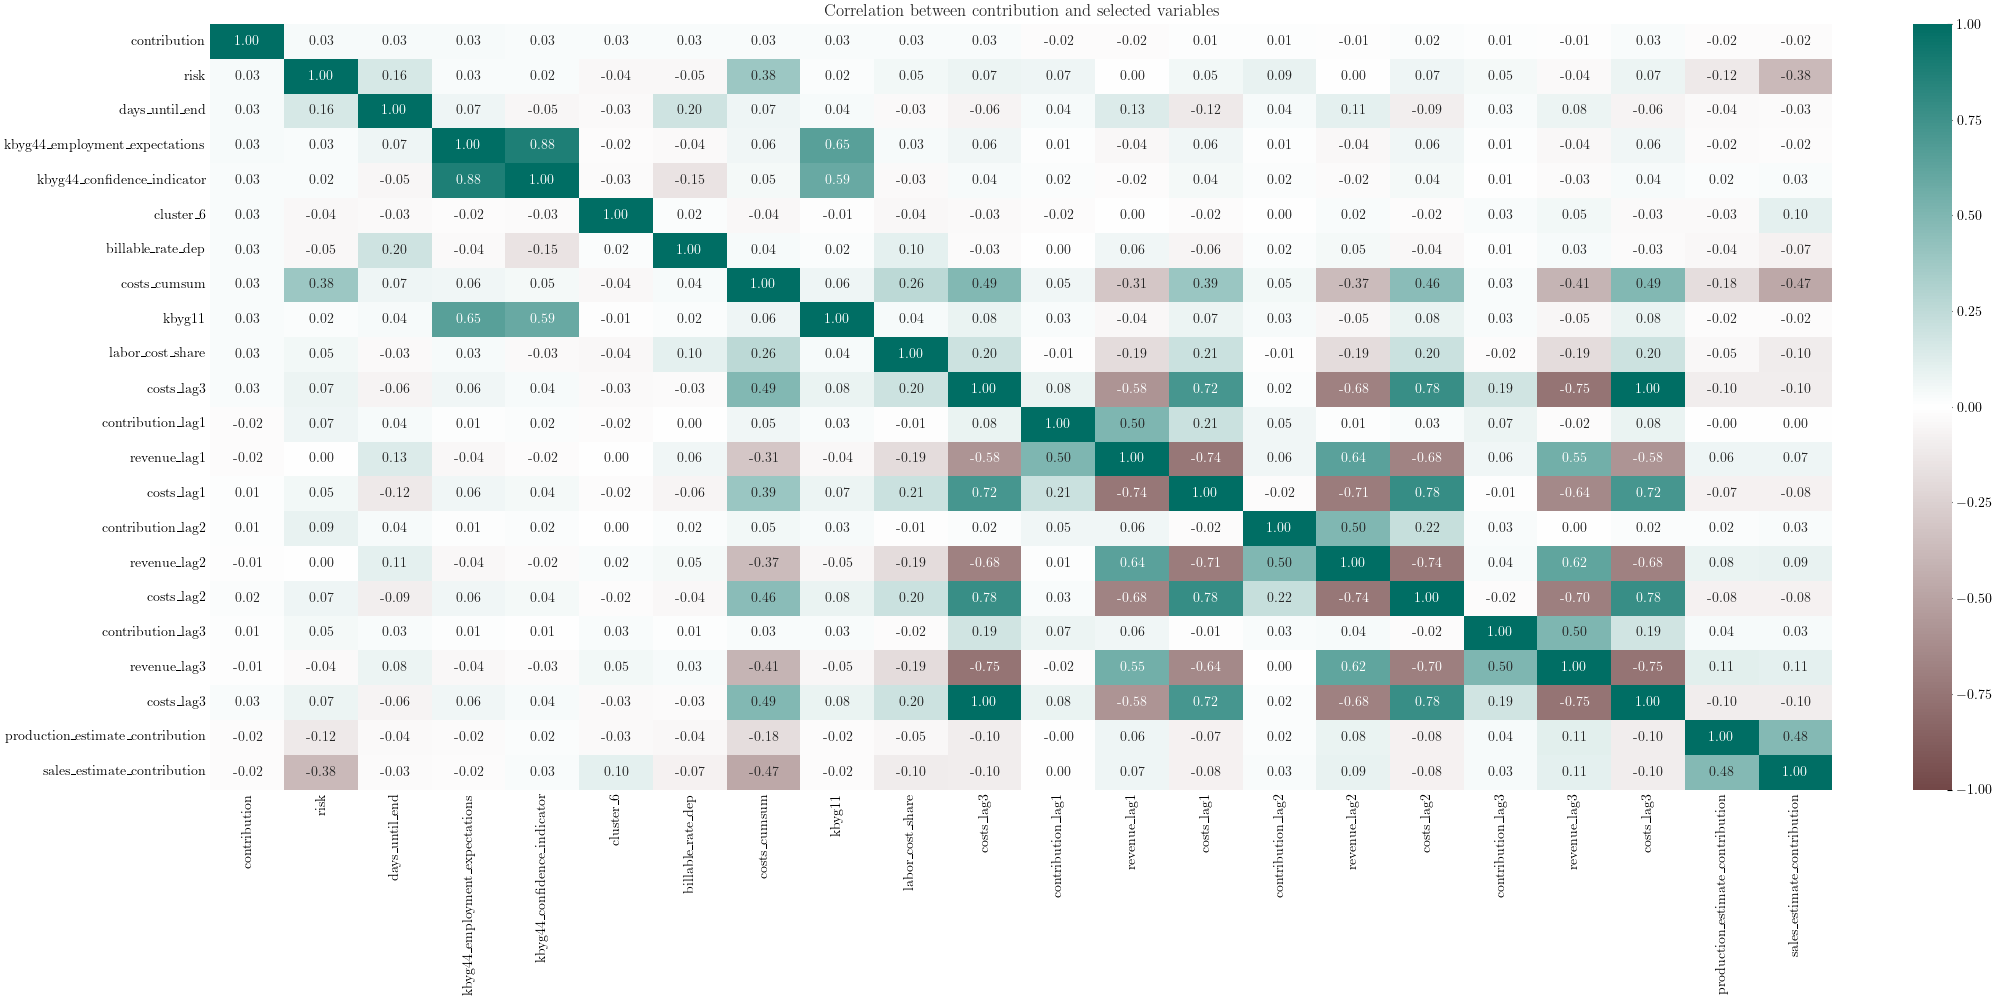 Correlation between contribution and selected variables
contribution 1.00 0.03 0.03 0.03 0.03 0.03 0.03 0.03 0.03 0.03 0.03 -0.02 -0.02 0.01 0.01 -0.01 0.02 0.01 -0.01 0.03 -0.02 -0.02
risk 0.03 1.00 0.16 0.03 0.02 -0.04 -0.05 0.38 0.02 0.05 0.07 0.07 0.00 0.05 0.09 0.00 0.07 0.05 -0.04 0.07 -0.12 -0.38
days_until_end 0.03 0.16 1.00 0.07 -0.05 -0.03 0.20 0.07 0.04 -0.03 -0.06 0.04 0.13 -0.12 0.04 0.11 -0.09 0.03 0.08 -0.06 -0.04 -0.03
kbyg44_employment_expectations 0.03 0.03 0.07 1.00 0.88 -0.02 -0.04 0.06 0.65 0.03 0.06 0.01 -0.04 0.06 0.01 -0.04 0.06 0.01 -0.04 0.06 -0.02 -0.02
kbyg44_confidence_indicator 0.03 0.02 -0.05 0.88 1.00 -0.03 -0.15 0.05 0.59 -0.03 0.04 0.02 -0.02 0.04 0.02 -0.02 0.04 0.01 -0.03 0.04 0.02 0.03
cluster_6 0.03 -0.04 -0.03 -0.02 -0.03 1.00 0.02 -0.04 -0.01 -0.04 -0.03 -0.02 0.00 -0.02 0.00 0.02 -0.02 0.03 0.05 -0.03 -0.03 0.10
billable_rate_dep 0.03 -0.05 0.20 -0.04 -0.15 0.02 1.00 0.04 0.02 0.10 -0.03 0.00 0.06 -0.06 0.02 0.05 -0.04 0.01 0.03 -0.03 -0.04 -0.07
costs_cumsum 0.03 0.38 0.07 0.06 0.05 -0.04 0.04 1.00 0.06 0.26 0.49 0.05 -0.31 0.39 0.05 -0.37 0.46 0.03 -0.41 0.49 -0.18 -0.47
kbyg11 0.03 0.02 0.04 0.65 0.59 -0.01 0.02 0.06 1.00 0.04 0.08 0.03 -0.04 0.07 0.03 -0.05 0.08 0.03 -0.05 0.08 -0.02 -0.02
labor_cost_share 0.03 0.05 -0.03 0.03 -0.03 -0.04 0.10 0.26 0.04 1.00 0.20 -0.01 -0.19 0.21 -0.01 -0.19 0.20 -0.02 -0.19 0.20 -0.05 -0.10
costs_lag3 0.03 0.07 -0.06 0.06 0.04 -0.03 -0.03 0.49 0.08 0.20 1.00 0.08 -0.58 0.72 0.02 -0.68 0.78 0.19 -0.75 1.00 -0.10 -0.10
contribution_lag1 -0.02 0.07 0.04 0.01 0.02 -0.02 0.00 0.05 0.03 -0.01 0.08 1.00 0.50 0.21 0.05 0.01 0.03 0.07 -0.02 0.08 -0.00 0.00
revenue_lag1 -0.02 0.00 0.13 -0.04 -0.02 0.00 0.06 -0.31 -0.04 -0.19 -0.58 0.50 1.00 -0.74 0.06 0.64 -0.68 0.06 0.55 -0.58 0.06 0.07
costs_lag1 0.01 0.05 -0.12 0.06 0.04 -0.02 -0.06 0.39 0.07 0.21 0.72 0.21 -0.74 1.00 -0.02 -0.71 0.78 -0.01 -0.64 0.72 -0.07 -0.08
contribution_lag2 0.01 0.09 0.04 0.01 0.02 0.00 0.02 0.05 0.03 -0.01 0.02 0.05 0.06 -0.02 1.00 0.50 0.22 0.03 0.00 0.02 0.02 0.03
revenue_lag2 -0.01 0.00 0.11 -0.04 -0.02 0.02 0.05 -0.37 -0.05 -0.19 -0.68 0.01 0.64 -0.71 0.50 1.00 -0.74 0.04 0.62 -0.68 0.08 0.09
costs_lag2 0.02 0.07 -0.09 0.06 0.04 -0.02 -0.04 0.46 0.08 0.20 0.78 0.03 -0.68 0.78 0.22 -0.74 1.00 -0.02 -0.70 0.78 -0.08 -0.08
contribution_lag3 0.01 0.05 0.03 0.01 0.01 0.03 0.01 0.03 0.03 -0.02 0.19 0.07 0.06 -0.01 0.03 0.04 -0.02 1.00 0.50 0.19 0.04 0.03
revenue_lag3 -0.01 -0.04 0.08 -0.04 -0.03 0.05 0.03 -0.41 -0.05 -0.19 -0.75 -0.02 0.55 -0.64 0.00 0.62 -0.70 0.50 1.00 -0.75 0.11 0.11
costs_lag3 0.03 0.07 -0.06 0.06 0.04 -0.03 -0.03 0.49 0.08 0.20 1.00 0.08 -0.58 0.72 0.02 -0.68 0.78 0.19 -0.75 1.00 -0.10 -0.10
production_estimate_contribution -0.02 -0.12 -0.04 -0.02 0.02 -0.03 -0.04 -0.18 -0.02 -0.05 -0.10 -0.00 0.06 -0.07 0.02 0.08 -0.08 0.04 0.11 -0.10 1.00 0.48
sales_estimate_contribution -0.02 -0.38 -0.03 -0.02 0.03 0.10 -0.07 -0.47 -0.02 -0.10 -0.10 0.00 0.07 -0.08 0.03 0.09 -0.08 0.03 0.11 -0.10 0.48 1.00
contribution
risk
days_until_end
kbyg44_employment_expectations
kbyg44_confidence_indicator
cluster_6
billable_rate_dep
costs_cumsum
kbyg11
labor_cost_share
costs_lag3
contribution_lag1
revenue_lag1
costs_lag1
contribution_lag2
revenue_lag2
costs_lag2
contribution_lag3
revenue_lag3
costs_lag3
production_estimate_contribution
sales_estimate_contribution
1.00
0.75
0.50
0.25
0.00
−0.25
−0.50
−0.75
−1.00